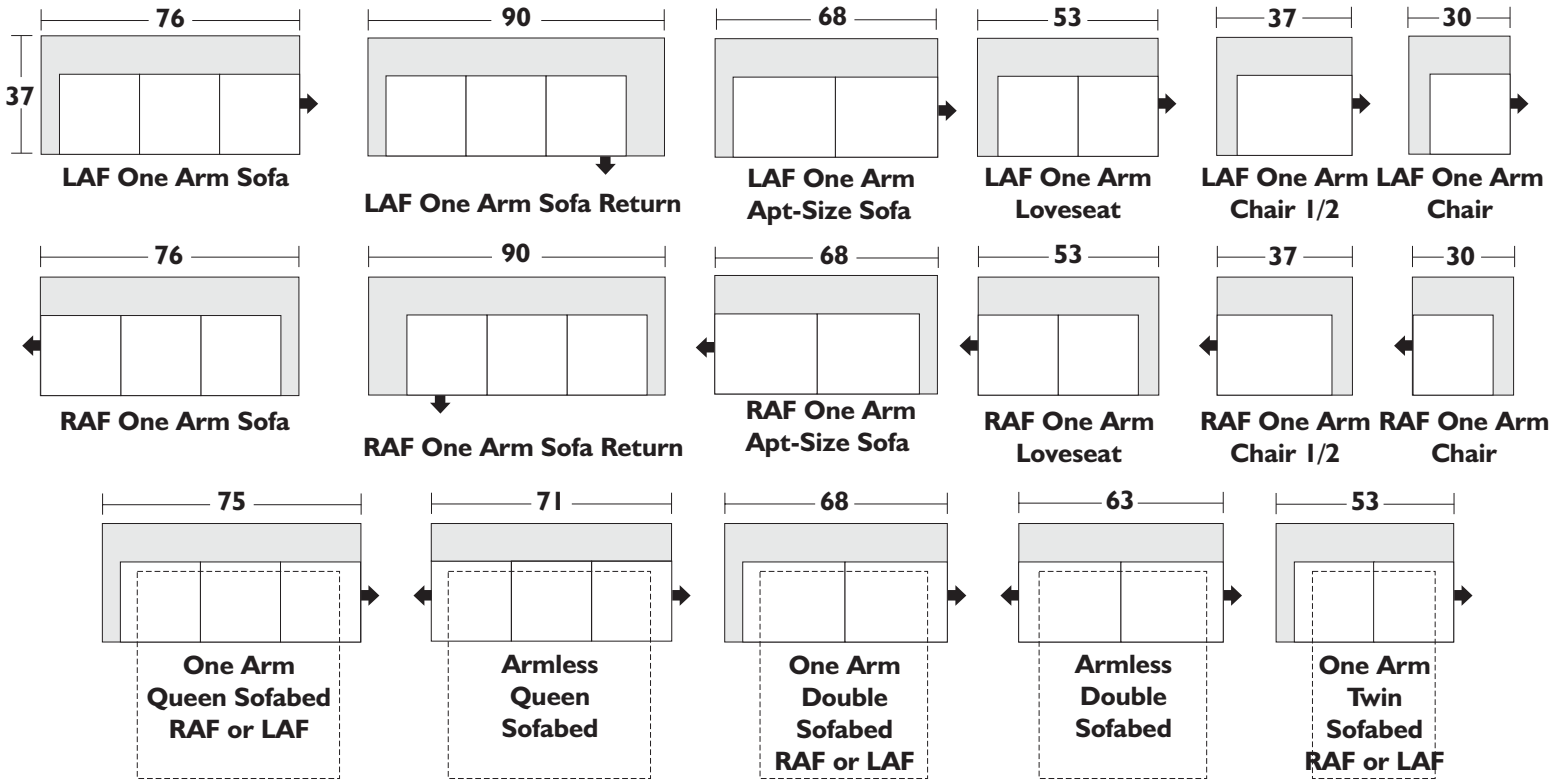 76
90
68
53
37
30
37
LAF One Arm Sofa
LAF One Arm Sofa Return
LAF One Arm
Apt-Size Sofa
LAF One Arm
Loveseat
LAF One Arm
Chair 1/2
LAF One Arm
Chair
76
90
68
53
37
30
RAF One Arm Sofa
RAF One Arm Sofa Return
RAF One Arm
Apt-Size Sofa
RAF One Arm
Loveseat
RAF One Arm
Chair 1/2
RAF One Arm
Chair
75
71
68
63
53
One Arm
Queen Sofabed
RAF or LAF
Armless
Queen
Sofabed
One Arm
Double
Sofabed
RAF or LAF
Armless
Double
Sofabed
One Arm
Twin
Sofabed
RAF or LAF